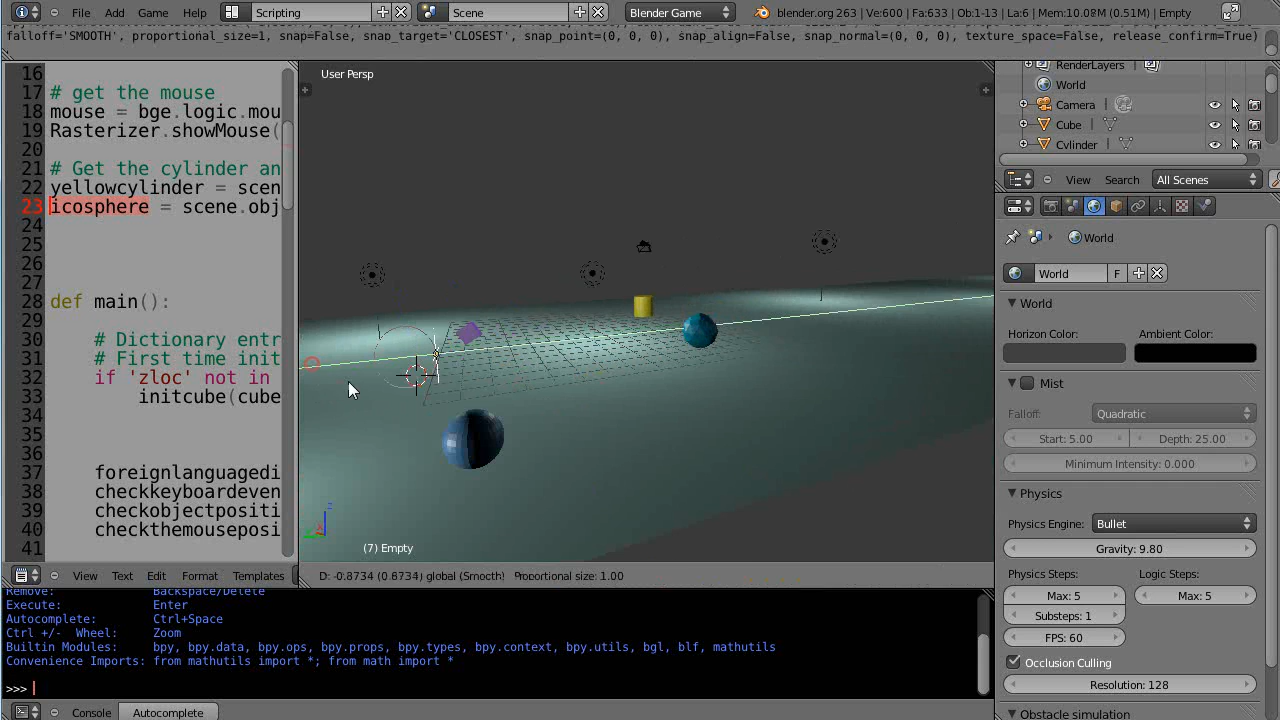 File Add Game Help Scripting Scene Blender Game blender.org 263 | Ve:600 | Fa:633 | Ob:1-13 | La:6 | Mem:10.08M (0.51M) | Empty
falloff='SMOOTH', proportional_size=1, snap=False, snap_target='CLOSEST', snap_point=(0, 0, 0), snap_align=False, snap_normal=(0, 0, 0), texture_space=False, release_confirm=True)
16
17 # get the mouse
18 mouse = bge.logic.mou
19 Rasterizer.showMouse(
20
21 # Get the cylinder an
22 yellowcylinder = scen
23 icosphere = scene.obj
24
25
26
27
28 def main():
29
30 # Dictionary entr
31 # First time init
32 if 'zloc' not in
33 initcube(cube
34
35
36
37 foreignlanguagedi
38 checkkeyboardeven
39 checkobjectpositi
40 checkthemouseposi
41
View Text Edit Format Templates
User Persp
(7) Empty
D: -0.8734 (0.8734) global (Smooth) Proportional size: 1.00
RenderLayers
World
Camera
Cube
Cylinder
View Search All Scenes
World
World F
World
Horizon Color: Ambient Color:
Mist
Falloff: Quadratic
Start: 5.00 Depth: 25.00
Minimum Intensity: 0.000
Physics
Physics Engine: Bullet
Gravity: 9.80
Physics Steps: Logic Steps:
Max: 5 Max: 5
Substeps: 1
FPS: 60
Occlusion Culling
Resolution: 128
Obstacle simulation
Remove: Backspace/Delete
Execute: Enter
Autocomplete: Ctrl+Space
Ctrl +/- Wheel: Zoom
Builtin Modules: bpy, bpy.data, bpy.ops, bpy.props, bpy.types, bpy.context, bpy.utils, bgl, blf, mathutils
Convenience Imports: from mathutils import *; from math import *
>>>
Console Autocomplete